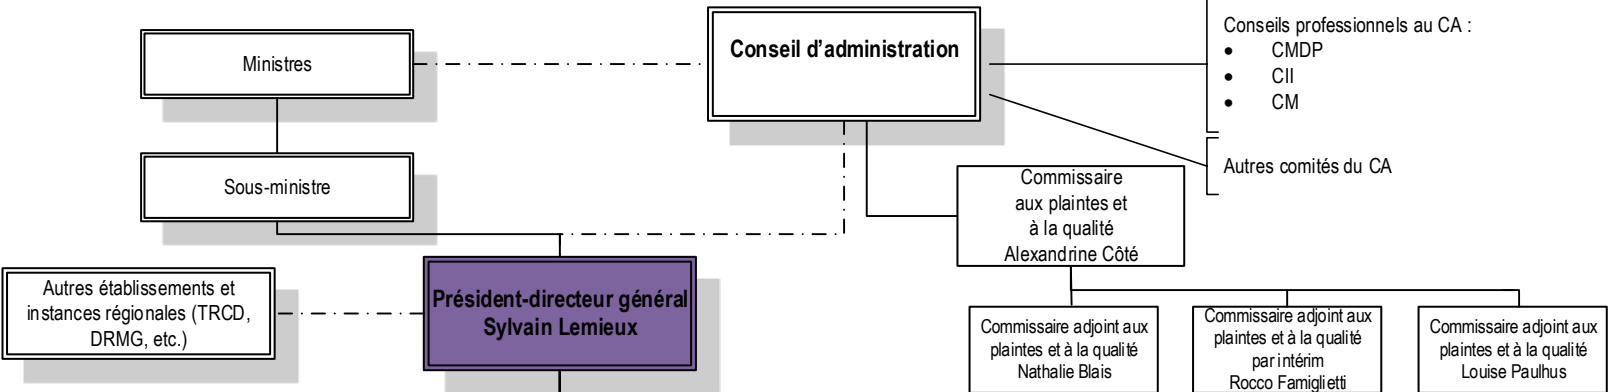 Ministres
Conseil d’administration
Conseils professionnels au CA :
• CMDP
• CII
• CM
Autres comités du CA
Sous-ministre
Commissaire
aux plaintes et
à la qualité
Alexandrine Côté
Autres établissements et
instances régionales (TRCD,
DRMG, etc.)
Président-directeur général
Sylvain Lemieux
Commissaire adjoint aux
plaintes et à la qualité
Nathalie Blais
Commissaire adjoint aux
plaintes et à la qualité
par intérim
Rocco Famiglietti
Commissaire adjoint aux
plaintes et à la qualité
Louise Paulhus